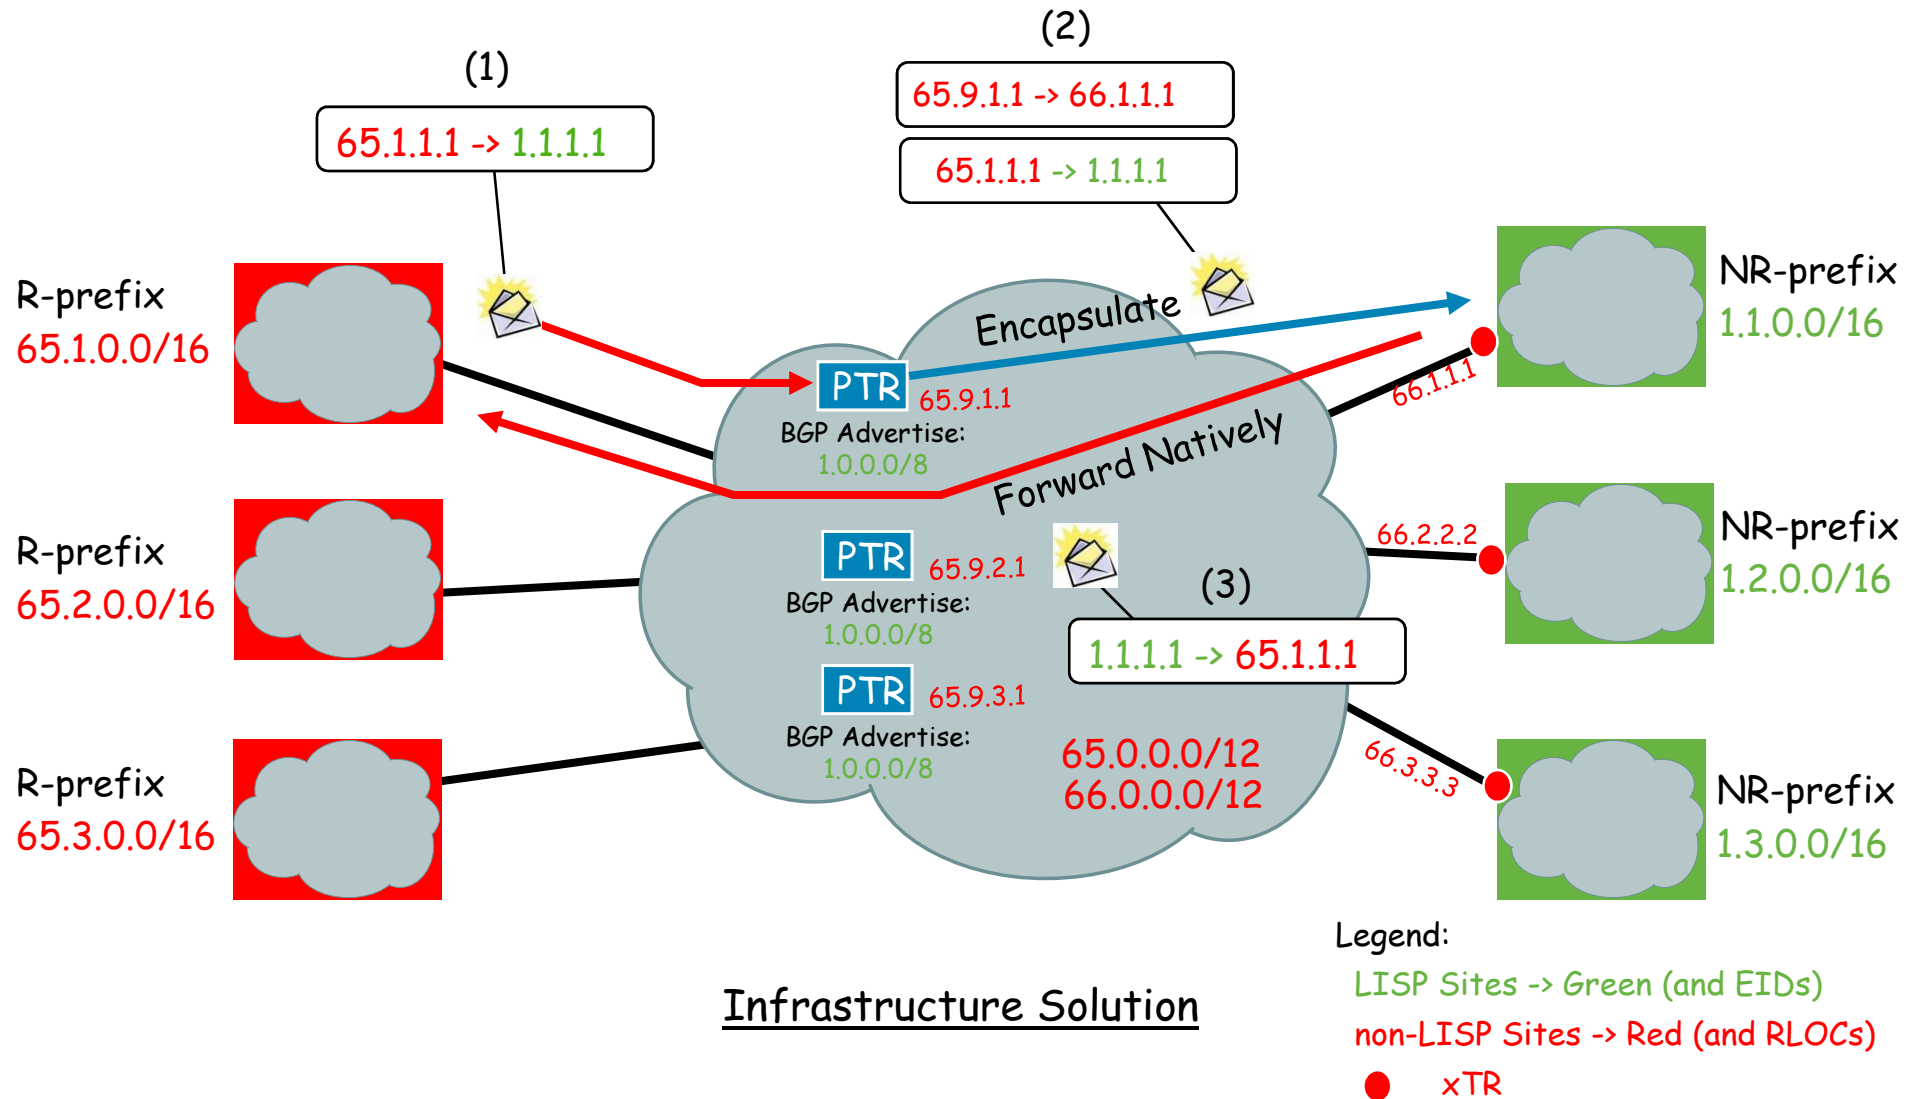 (1)
65.1.1.1 -> 1.1.1.1
(2)
65.9.1.1 -> 66.1.1.1
65.1.1.1 -> 1.1.1.1
R-prefix
65.1.0.0/16
NR-prefix
1.1.0.0/16
Encapsulate
PTR
65.9.1.1
BGP Advertise:
1.0.0.0/8
66.1.1.1
Forward Natively
R-prefix
65.2.0.0/16
PTR
65.9.2.1
BGP Advertise:
1.0.0.0/8
66.2.2.2
NR-prefix
1.2.0.0/16
(3)
1.1.1.1 -> 65.1.1.1
PTR
65.9.3.1
BGP Advertise:
1.0.0.0/8
65.0.0.0/12
66.0.0.0/12
R-prefix
65.3.0.0/16
66.3.3.3
NR-prefix
1.3.0.0/16
Infrastructure Solution
Legend:
LISP Sites -> Green (and EIDs)
non-LISP Sites -> Red (and RLOCs)
xTR